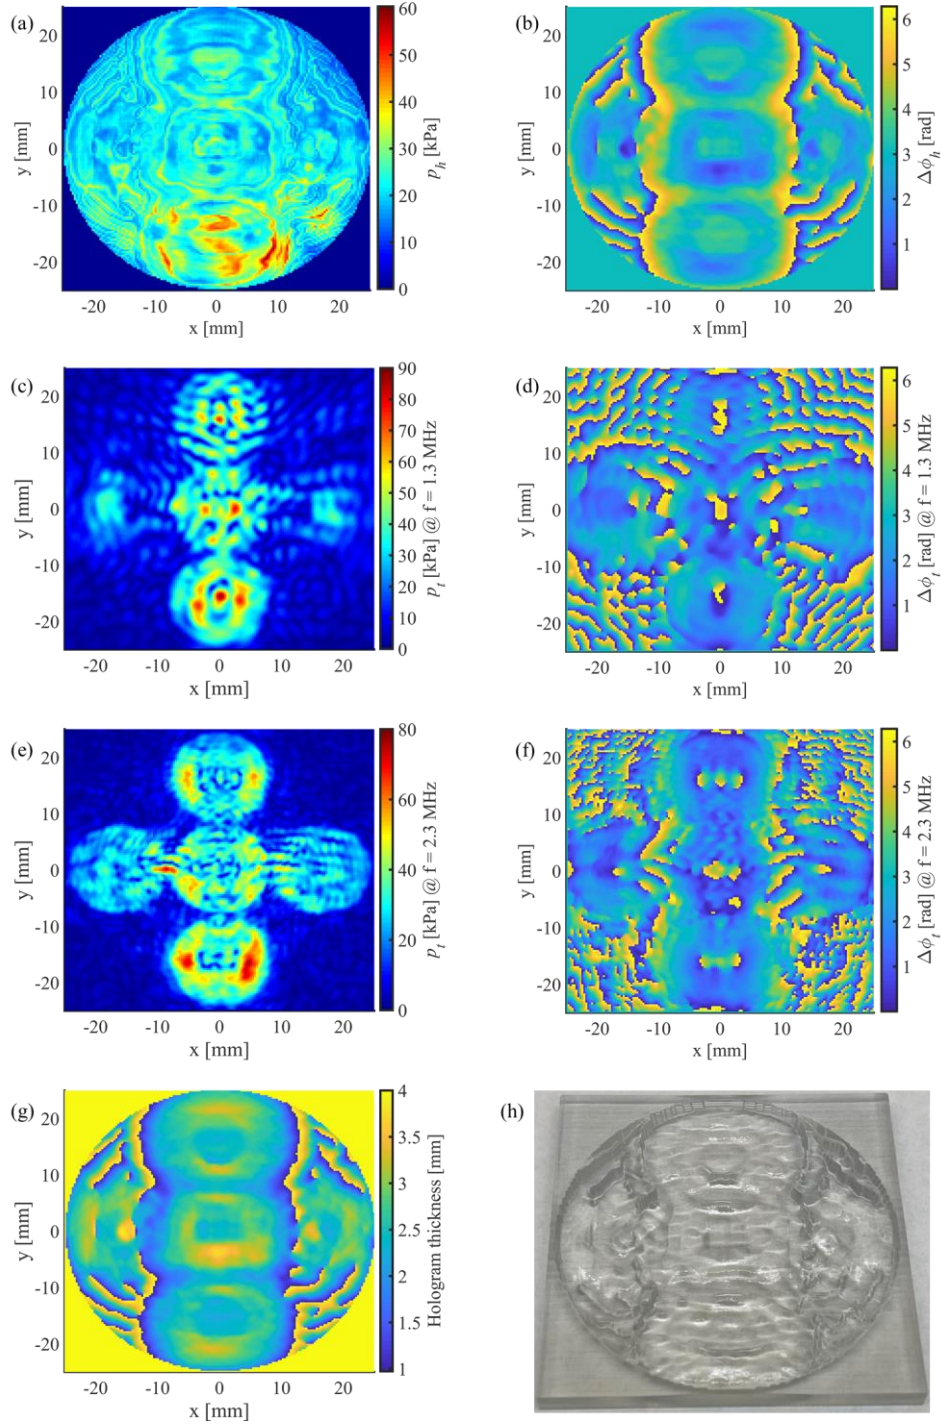 (a)
20
10
0
-10
-20
y [mm]
-20 -10 0 10 20
x [mm]
60
50
40
30
20
10
0
p_h [kPa]
(b)
20
10
0
-10
-20
y [mm]
-20 -10 0 10 20
x [mm]
6
5
4
3
2
1
Δϕ_h [rad]
(c)
20
10
0
-10
-20
y [mm]
-20 -10 0 10 20
x [mm]
90
80
70
60
50
40
30
20
10
0
p_t [kPa] @ f = 1.3 MHz
(d)
20
10
0
-10
-20
y [mm]
-20 -10 0 10 20
x [mm]
6
5
4
3
2
1
Δϕ_t [rad] @ f = 1.3 MHz
(e)
20
10
0
-10
-20
y [mm]
-20 -10 0 10 20
x [mm]
80
60
40
20
0
p_t [kPa] @ f = 2.3 MHz
(f)
20
10
0
-10
-20
y [mm]
-20 -10 0 10 20
x [mm]
6
5
4
3
2
1
Δϕ_t [rad] @ f = 2.3 MHz
(g)
20
10
0
-10
-20
y [mm]
-20 -10 0 10 20
x [mm]
4
3.5
3
2.5
2
1.5
1
Hologram thickness [mm]
(h)